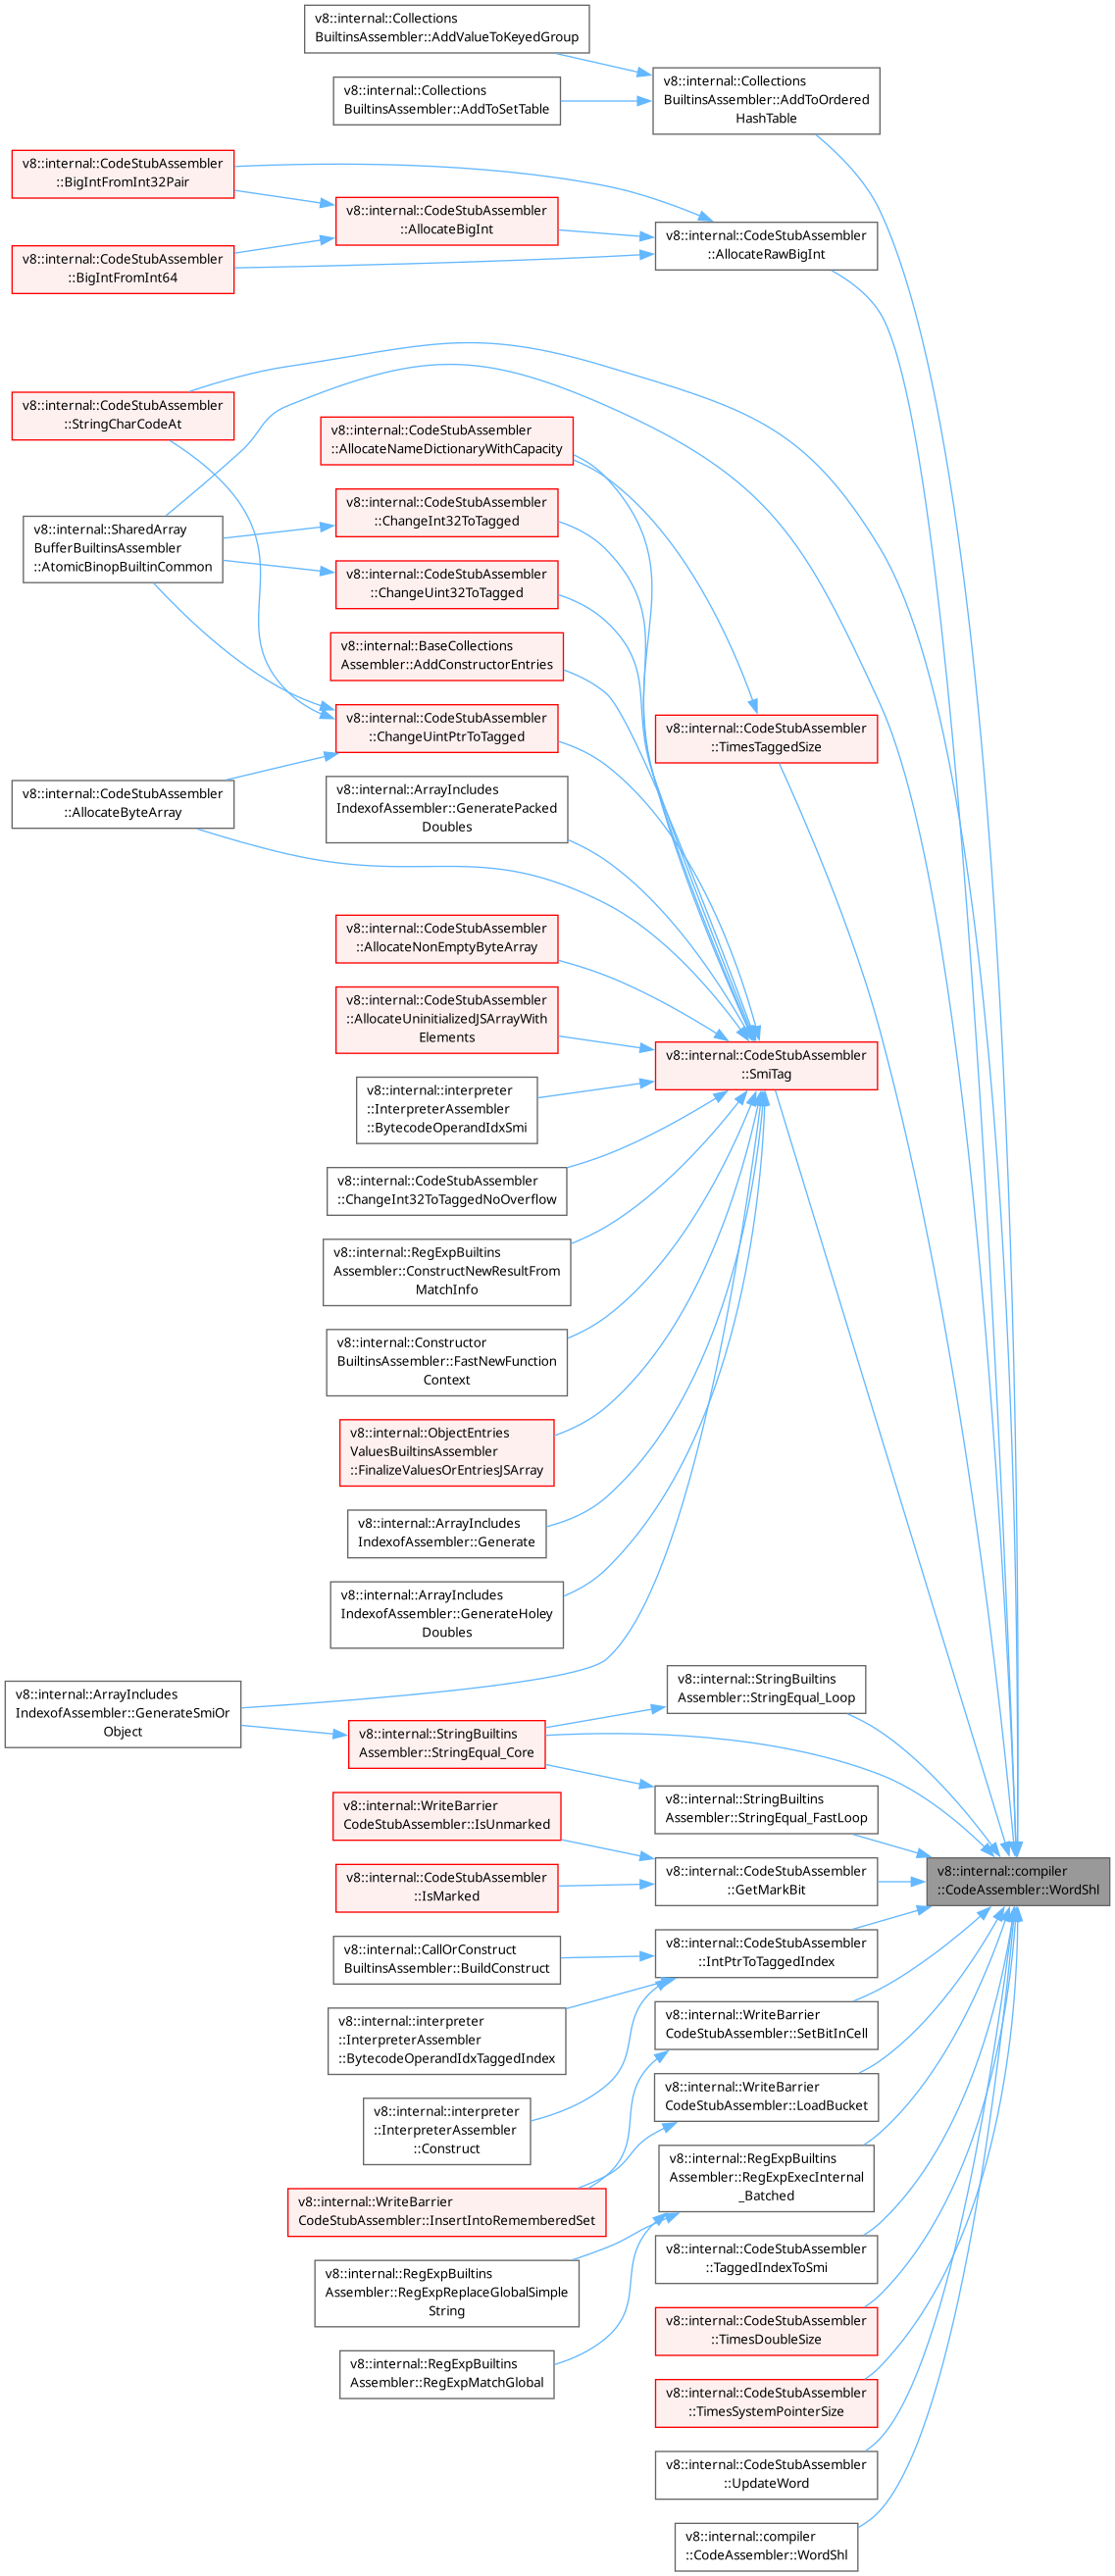 v8::internal::Collections
BuiltinsAssembler::AddValueToKeyedGroup
v8::internal::Collections
BuiltinsAssembler::AddToOrdered
HashTable
v8::internal::Collections
BuiltinsAssembler::AddToSetTable
v8::internal::CodeStubAssembler
::BigIntFromInt32Pair
v8::internal::CodeStubAssembler
::AllocateBigInt
v8::internal::CodeStubAssembler
::AllocateRawBigInt
v8::internal::CodeStubAssembler
::BigIntFromInt64
v8::internal::CodeStubAssembler
::StringCharCodeAt
v8::internal::CodeStubAssembler
::AllocateNameDictionaryWithCapacity
v8::internal::CodeStubAssembler
::ChangeInt32ToTagged
v8::internal::SharedArray
BufferBuiltinsAssembler
::AtomicBinopBuiltinCommon
v8::internal::CodeStubAssembler
::ChangeUint32ToTagged
v8::internal::BaseCollections
Assembler::AddConstructorEntries
v8::internal::CodeStubAssembler
::ChangeUintPtrToTagged
v8::internal::CodeStubAssembler
::TimesTaggedSize
v8::internal::CodeStubAssembler
::AllocateByteArray
v8::internal::ArrayIncludes
IndexofAssembler::GeneratePacked
Doubles
v8::internal::CodeStubAssembler
::AllocateNonEmptyByteArray
v8::internal::CodeStubAssembler
::AllocateUninitializedJSArrayWith
Elements
v8::internal::CodeStubAssembler
::SmiTag
v8::internal::interpreter
::InterpreterAssembler
::BytecodeOperandIdxSmi
v8::internal::CodeStubAssembler
::ChangeInt32ToTaggedNoOverflow
v8::internal::RegExpBuiltins
Assembler::ConstructNewResultFrom
MatchInfo
v8::internal::Constructor
BuiltinsAssembler::FastNewFunction
Context
v8::internal::ObjectEntries
ValuesBuiltinsAssembler
::FinalizeValuesOrEntriesJSArray
v8::internal::ArrayIncludes
IndexofAssembler::Generate
v8::internal::ArrayIncludes
IndexofAssembler::GenerateHoley
Doubles
v8::internal::ArrayIncludes
IndexofAssembler::GenerateSmiOr
Object
v8::internal::StringBuiltins
Assembler::StringEqual_Loop
v8::internal::StringBuiltins
Assembler::StringEqual_Core
v8::internal::StringBuiltins
Assembler::StringEqual_FastLoop
v8::internal::WriteBarrier
CodeStubAssembler::IsUnmarked
v8::internal::CodeStubAssembler
::IsMarked
v8::internal::CodeStubAssembler
::GetMarkBit
v8::internal::compiler
::CodeAssembler::WordShl
v8::internal::CallOrConstruct
BuiltinsAssembler::BuildConstruct
v8::internal::CodeStubAssembler
::IntPtrToTaggedIndex
v8::internal::interpreter
::InterpreterAssembler
::BytecodeOperandIdxTaggedIndex
v8::internal::WriteBarrier
CodeStubAssembler::SetBitInCell
v8::internal::interpreter
::InterpreterAssembler
::Construct
v8::internal::WriteBarrier
CodeStubAssembler::LoadBucket
v8::internal::WriteBarrier
CodeStubAssembler::InsertIntoRememberedSet
v8::internal::RegExpBuiltins
Assembler::RegExpExecInternal
_Batched
v8::internal::RegExpBuiltins
Assembler::RegExpReplaceGlobalSimple
String
v8::internal::CodeStubAssembler
::TaggedIndexToSmi
v8::internal::RegExpBuiltins
Assembler::RegExpMatchGlobal
v8::internal::CodeStubAssembler
::TimesDoubleSize
v8::internal::CodeStubAssembler
::TimesSystemPointerSize
v8::internal::CodeStubAssembler
::UpdateWord
v8::internal::compiler
::CodeAssembler::WordShl